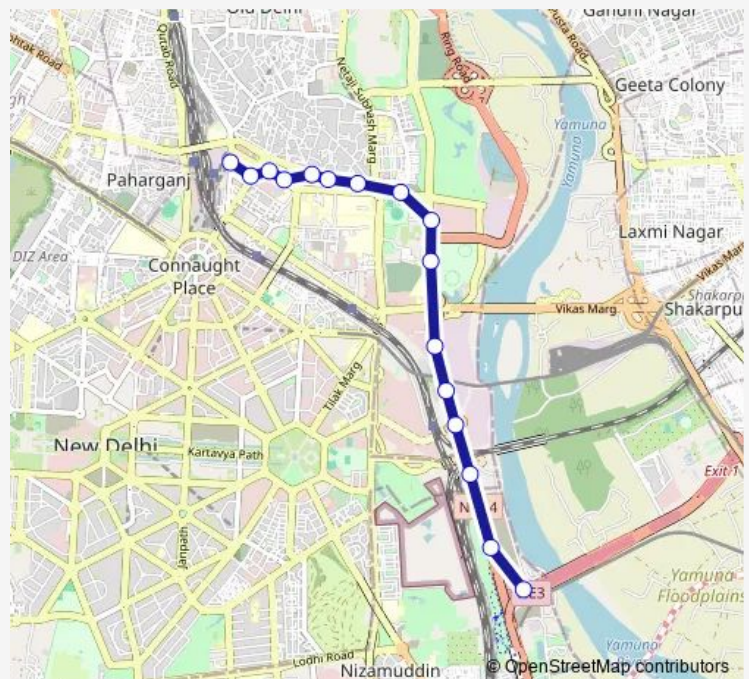 Old Delhi
Gandhi Nagar
Pusta Road
Rohtak Road
Qutab Road
Ring Road
Netaji Subhash Marg
Geeta Colony
Yamuna
Yamuna
Paharganj
DIZ Area
Connaught
Place
Laxmi Nagar
Vikas Marg
Shakarpur
Shakarpu
Vikas Marg
Tilak Marg
New Delhi
Kartavya Path
Exit 1
Janpath
Yamuna
Floodplains
E3
Yamuna
Lodhi Road
Nizamuddin
© OpenStreetMap contributors